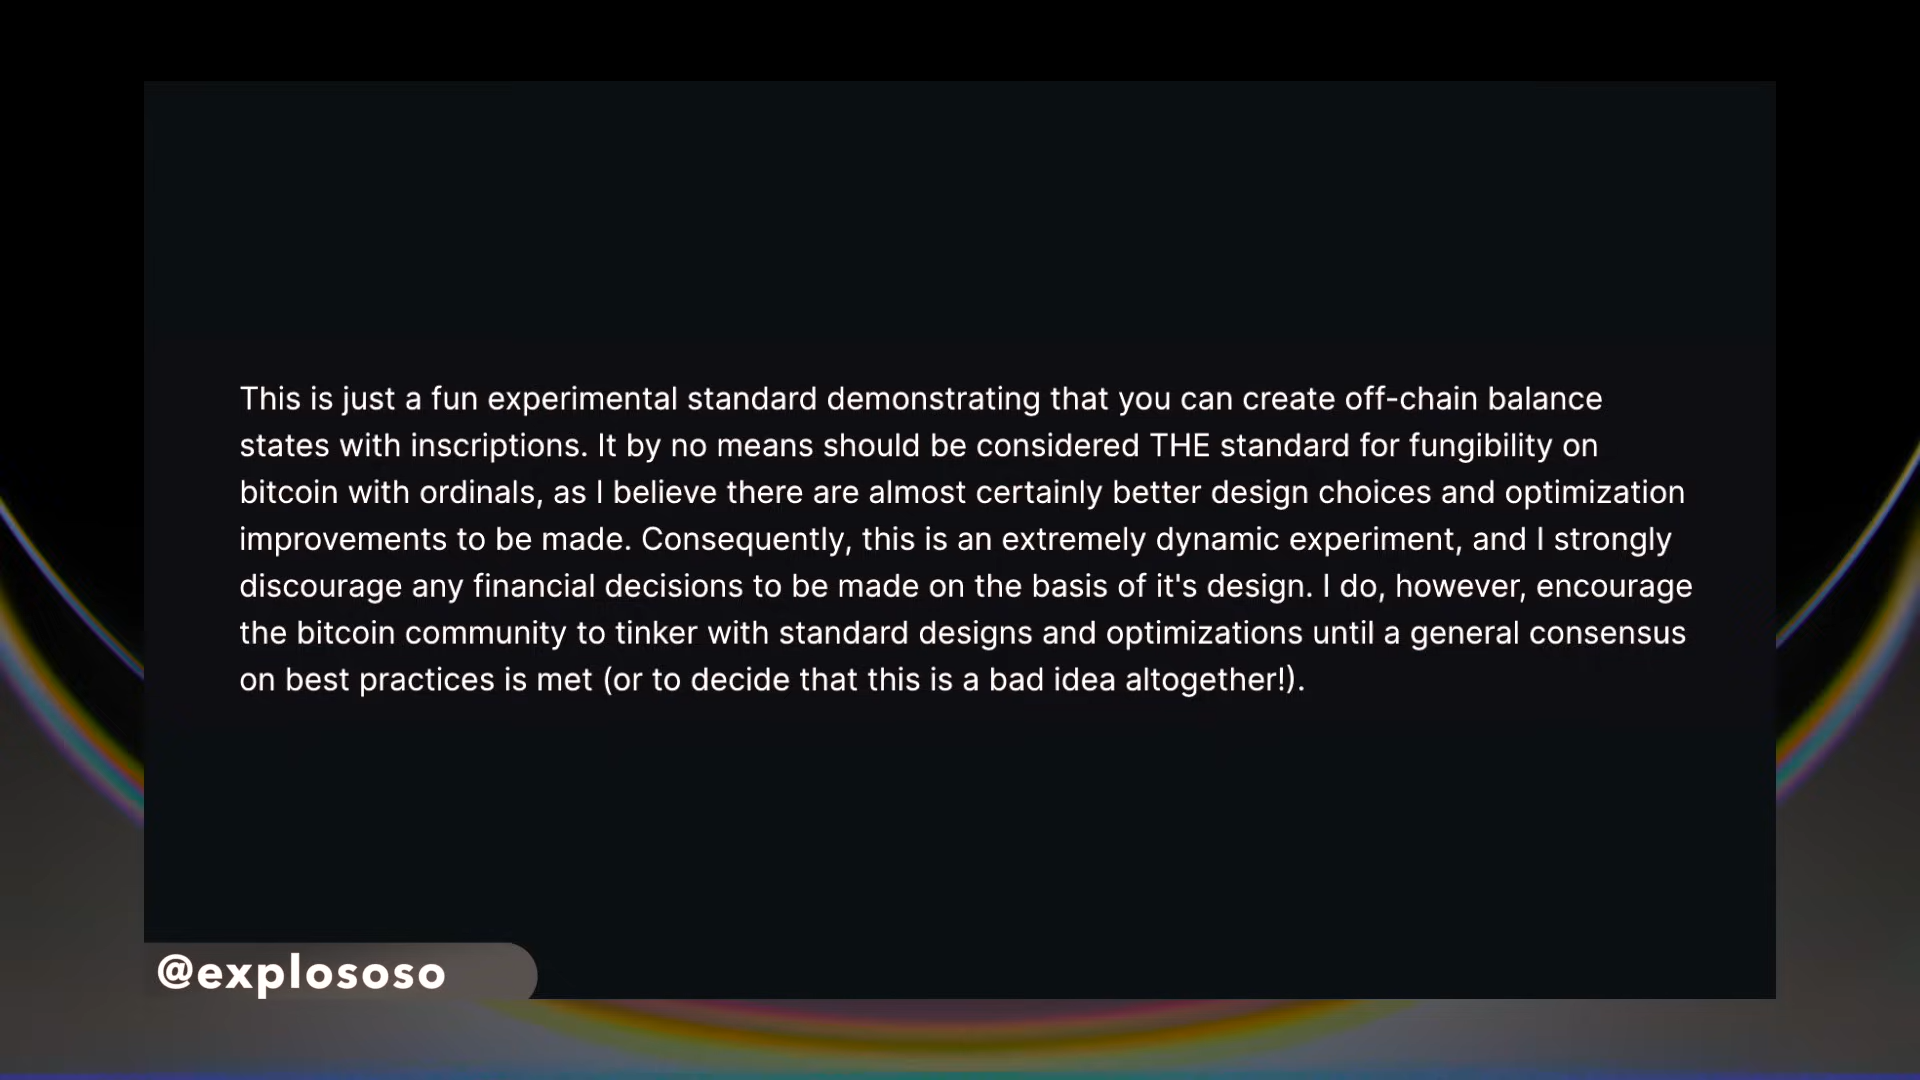 This is just a fun experimental standard demonstrating that you can create off-chain balance
states with inscriptions. It by no means should be considered THE standard for fungibility on
bitcoin with ordinals, as I believe there are almost certainly better design choices and optimization
improvements to be made. Consequently, this is an extremely dynamic experiment, and I strongly
discourage any financial decisions to be made on the basis of it's design. I do, however, encourage
the bitcoin community to tinker with standard designs and optimizations until a general consensus
on best practices is met (or to decide that this is a bad idea altogether!).
@explososo